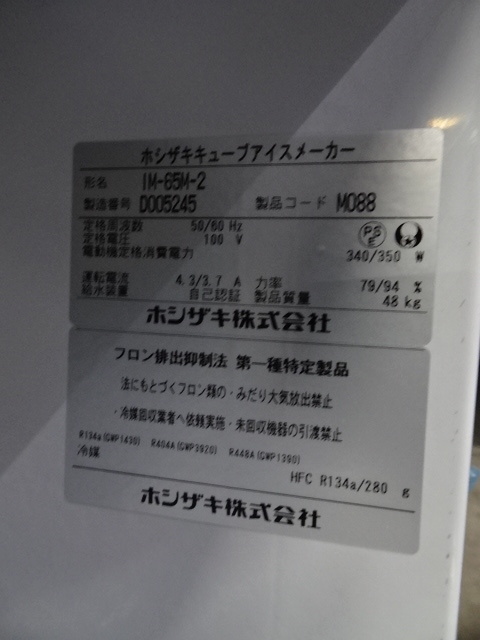 ホシザキキューブアイスメーカー
形名 IM-65M-2
製造番号 D005245 製品コード M088
定格周波数 50/60 Hz
定格電圧 100 V
PSE
電動機定格消費電力 340/350 W
運転電流 4.3/3.7 A 力率 79/94 %
給水装置 自己認証 製品質量 48 kg
ホシザキ株式会社
フロン排出抑制法 第一種特定製品
法にもとづくフロン類の・みだり大気放出禁止
・冷媒回収業者へ依頼実施・未回収機器の引渡禁止
R134a(GWP1430) R404A(GWP3920) R448A(GWP1390)
冷媒 HFC R134a/280 g
ホシザキ株式会社